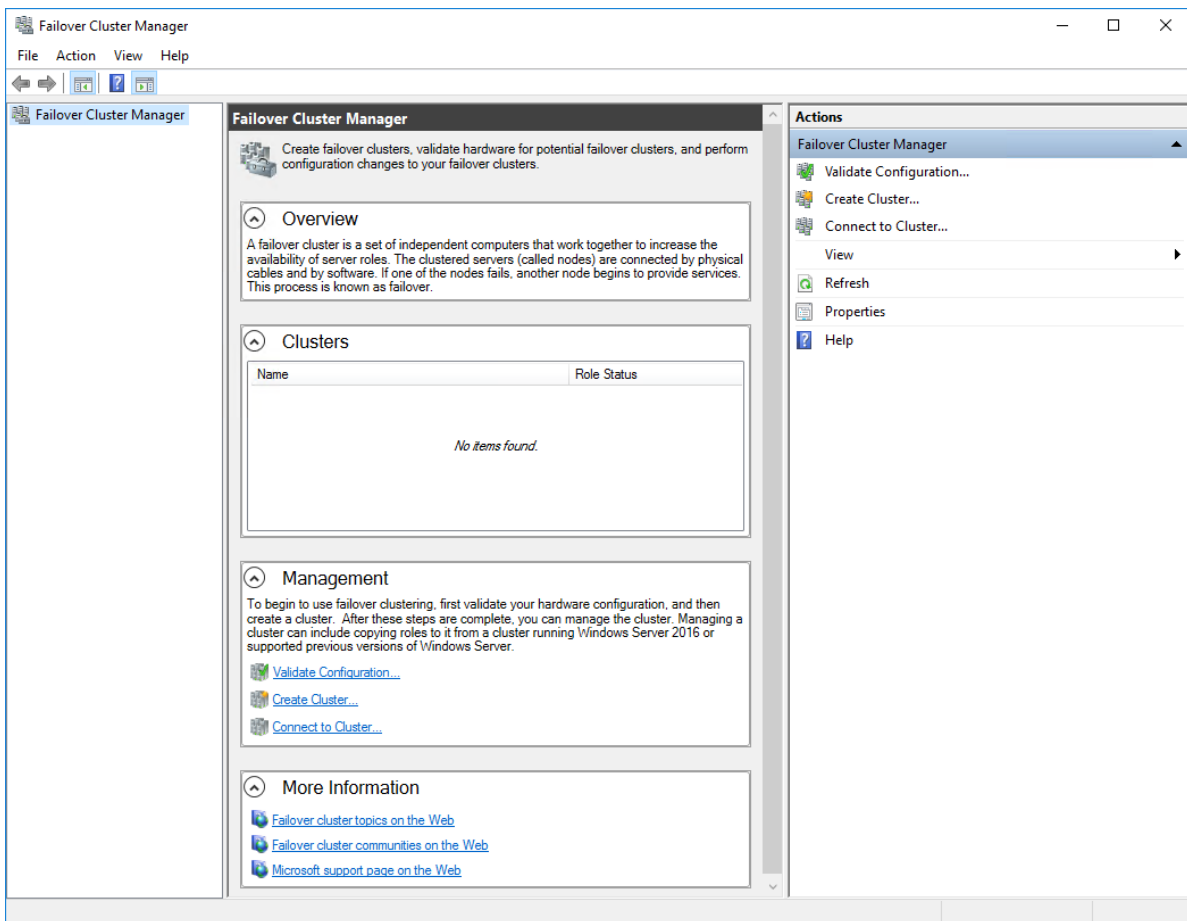 Failover Cluster Manager
File Action View Help
Failover Cluster Manager
Failover Cluster Manager
Create failover clusters, validate hardware for potential failover clusters, and perform
configuration changes to your failover clusters.
Overview
A failover cluster is a set of independent computers that work together to increase the
availability of server roles. The clustered servers (called nodes) are connected by physical
cables and by software. If one of the nodes fails, another node begins to provide services.
This process is known as failover.
Clusters
Name Role Status
No items found.
Management
To begin to use failover clustering, first validate your hardware configuration, and then
create a cluster. After these steps are complete, you can manage the cluster. Managing a
cluster can include copying roles to it from a cluster running Windows Server 2016 or
supported previous versions of Windows Server.
Validate Configuration...
Create Cluster...
Connect to Cluster...
More Information
Failover cluster topics on the Web
Failover cluster communities on the Web
Microsoft support page on the Web
Actions
Failover Cluster Manager
Validate Configuration...
Create Cluster...
Connect to Cluster...
View
Refresh
Properties
Help